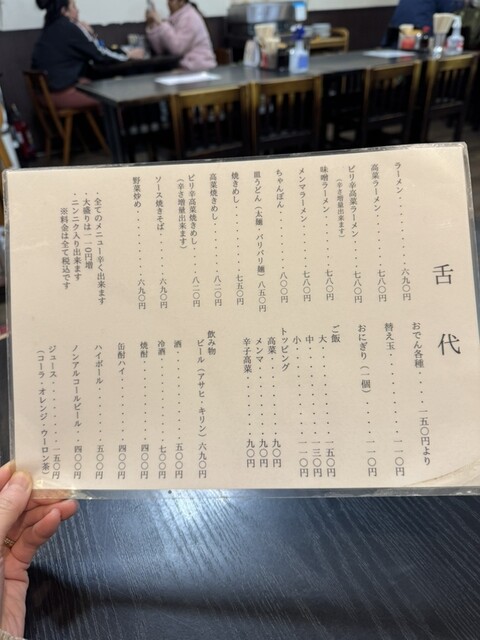 舌代
ラーメン・・・・・・・・・六九〇円
高菜ラーメン・・・・・・・七八〇円
ピリ辛高菜ラーメン・・・・七八〇円
(辛さ増量出来ます)
味噌ラーメン・・・・・・・七八〇円
メンマラーメン・・・・・・七八〇円
ちゃんぽん・・・・・・・・八〇〇円
皿うどん(太麺・バリバリ麺)八五〇円
焼きめし・・・・・・・・・七五〇円
高菜焼きめし・・・・・・・八二〇円
ピリ辛高菜焼きめし・・・・八二〇円
(辛さ増量出来ます)
ソース焼きそば・・・・・・六九〇円
野菜炒め・・・・・・・・・六九〇円
・全てのメニュー辛く出来ます
・大盛りは一一〇円増
・ニンニク入り出来ます
※料金は全て税込です
おでん各種・・・・一五〇円より
替え玉・・・・・・・・・一一〇円
おにぎり(一個)・・・・一一〇円
ご飯
大・・・・・・・・・一五〇円
中・・・・・・・・・一三〇円
小・・・・・・・・・一一〇円
トッピング
高菜・・・・・・・・・九〇円
メンマ・・・・・・・・九〇円
辛子高菜・・・・・・・九〇円
飲み物
ビール(アサヒ・キリン)六九〇円
酒・・・・・・・・・・五〇〇円
冷酒・・・・・・・・・七〇〇円
焼酎・・・・・・・・・四〇〇円
缶酎ハイ・・・・・・・四〇〇円
ハイボール・・・・・・五〇〇円
ノンアルコールビール・四〇〇円
ジュース・・・・・・・一五〇円
(コーラ・オレンジ・ウーロン茶)